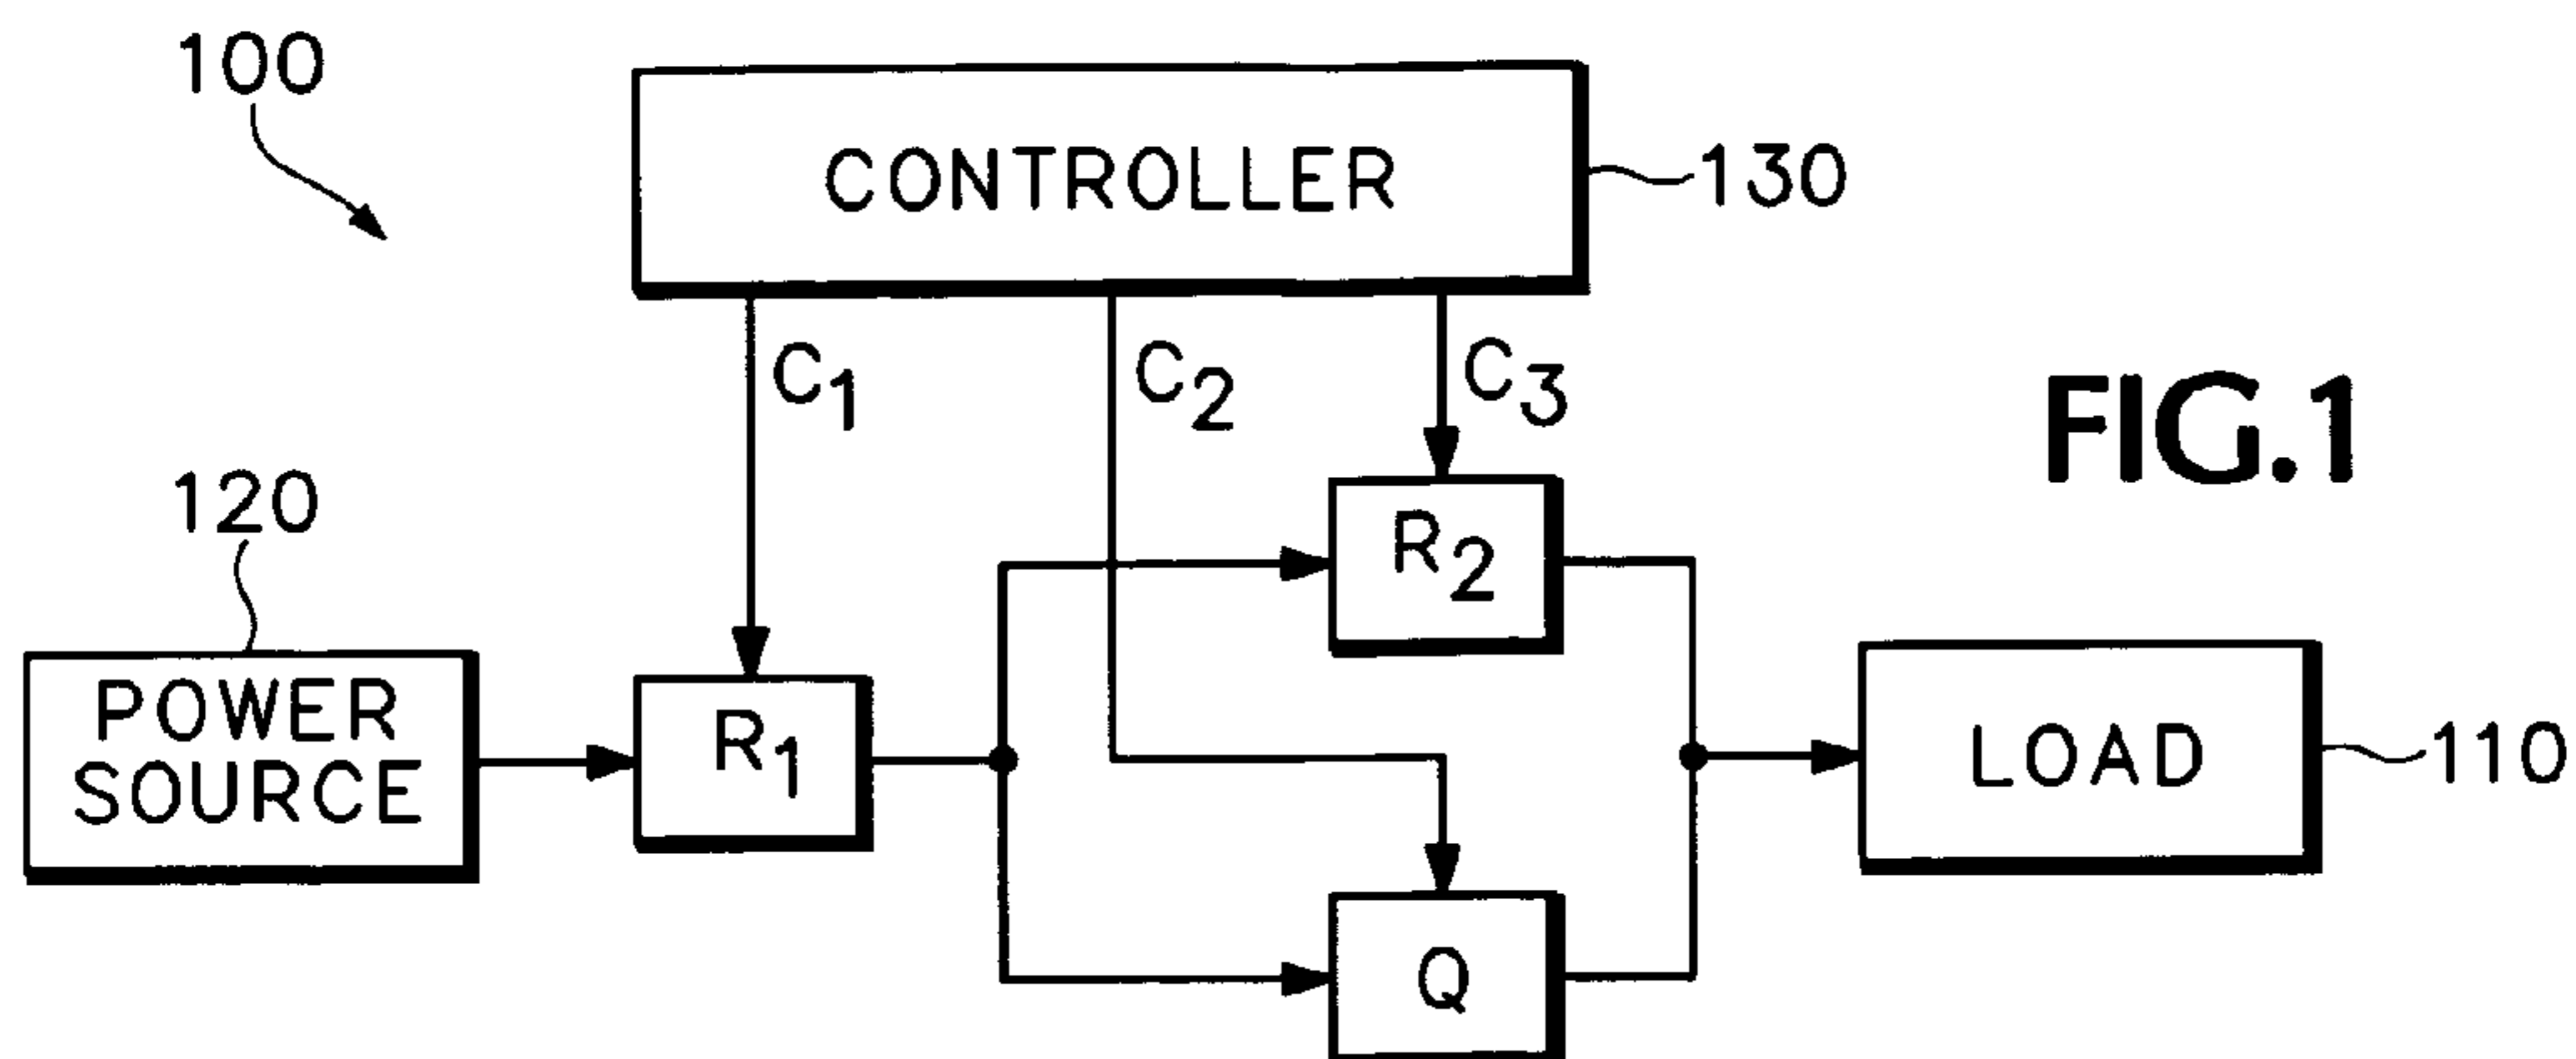 100
CONTROLLER
130
C1
C2
C3
FIG.1
120
R2
POWER
SOURCE
R1
LOAD
110
Q